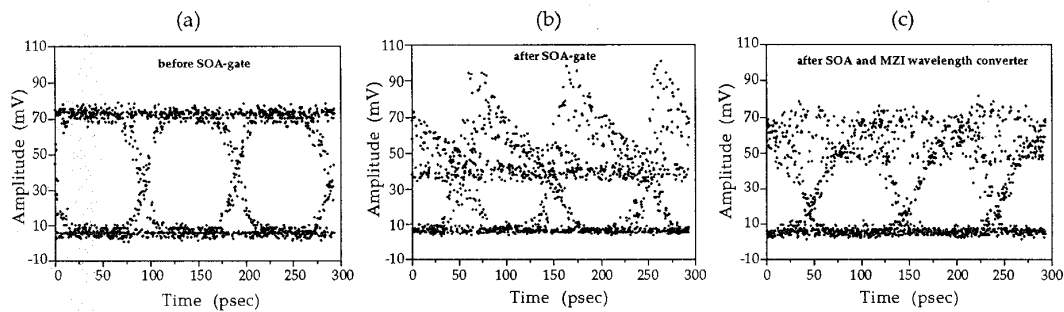 (a)
before SOA-gate
110
90
70
50
30
10
-10
Amplitude (mV)
0 50 100 150 200 250 300
Time (psec)
(b)
after SOA-gate
110
90
70
50
30
10
-10
Amplitude (mV)
0 50 100 150 200 250 300
Time (psec)
(c)
after SOA and MZI wavelength converter
110
90
70
50
30
10
-10
Amplitude (mV)
0 50 100 150 200 250 300
Time (psec)